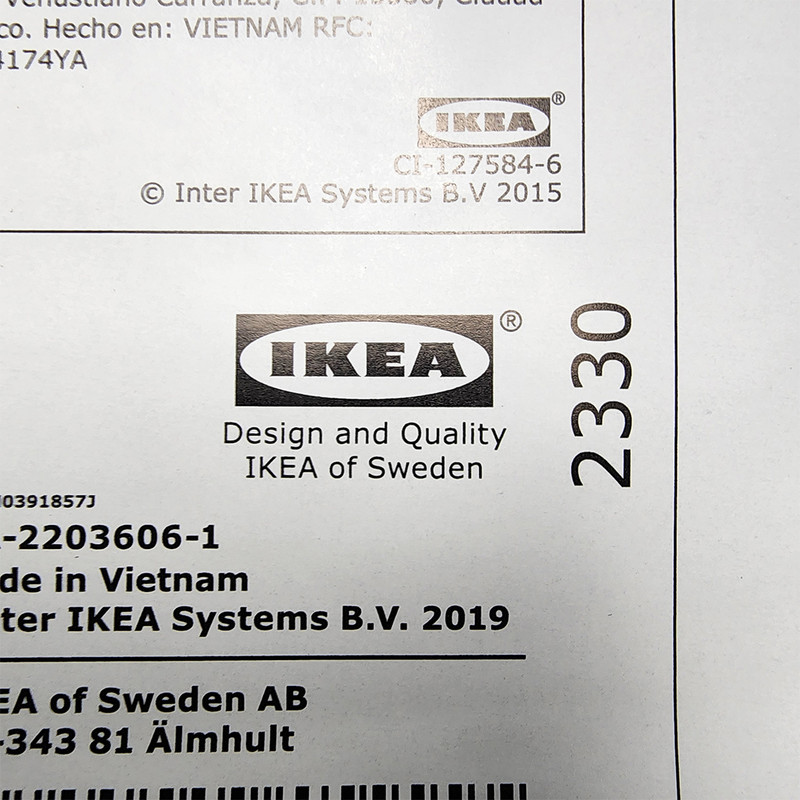 co. Hecho en: VIETNAM RFC:
4174YA
IKEA®
CI-127584-6
© Inter IKEA Systems B.V 2015
IKEA®
2330
Design and Quality
IKEA of Sweden
0391857J
-2203606-1
de in Vietnam
ter IKEA Systems B.V. 2019
EA of Sweden AB
-343 81 Älmhult